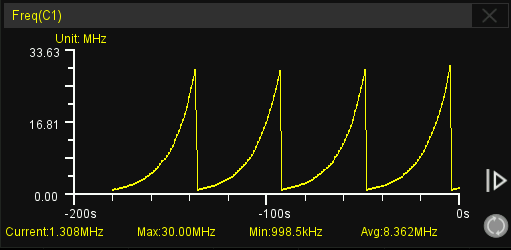 Freq(C1)
Unit: MHz
33.63
16.81
0.00
-200s -100s 0s
Current:1.308MHz Max:30.00MHz Min:998.5kHz Avg:8.362MHz